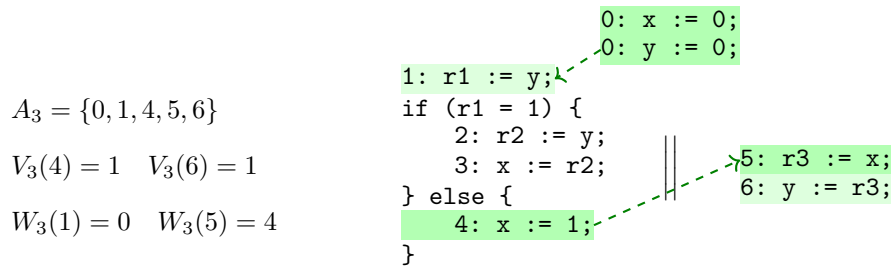 0: x := 0;
0: y := 0;
1: r1 := y;
if (r1 = 1) {
2: r2 := y;
3: x := r2;
} else {
4: x := 1;
}
||
5: r3 := x;
6: y := r3;
A₃ = {0, 1, 4, 5, 6}
V₃(4) = 1 V₃(6) = 1
W₃(1) = 0 W₃(5) = 4